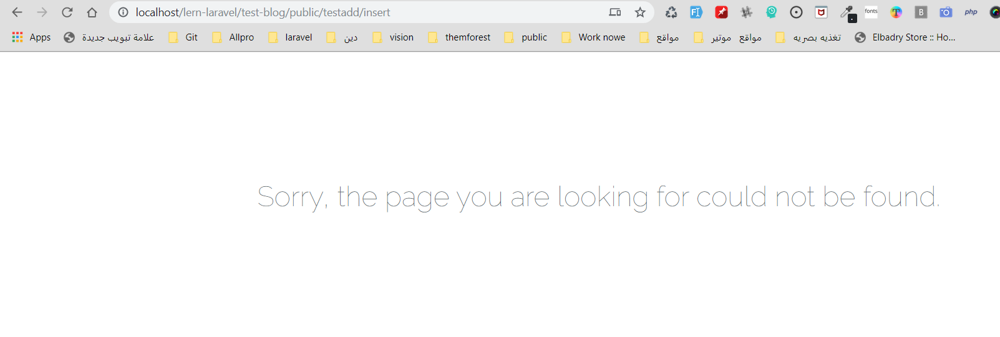 localhost/lern-laravel/test-blog/public/testadd/insert
fonts
B
php
Apps علامة تبويب جديدة Git Allpro laravel دين vision themforest public Work nowe مواقع مواقع موتير تغذيه بصريه Elbadry Store :: Ho...
Sorry, the page you are looking for could not be found.